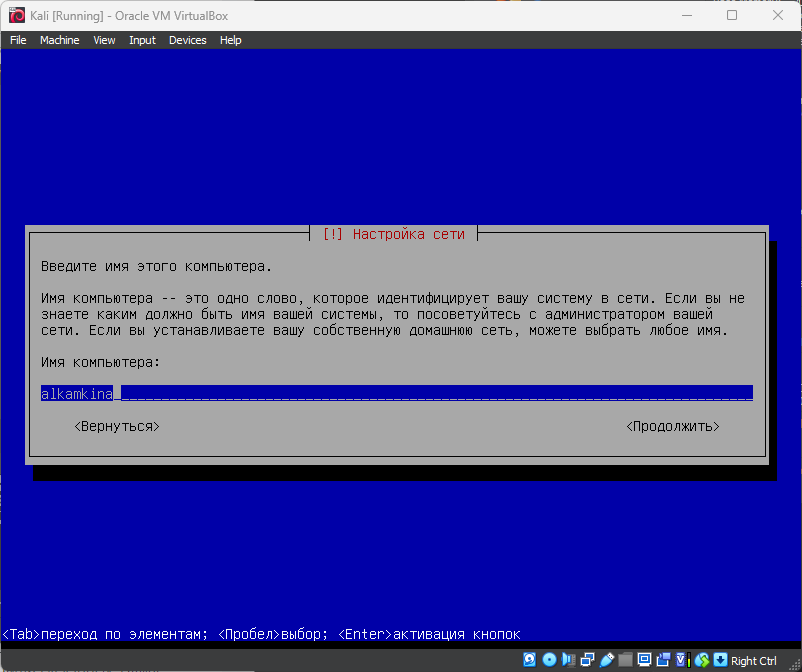 Kali [Running] - Oracle VM VirtualBox
File Machine View Input Devices Help
[!] Настройка сети
Введите имя этого компьютера.
Имя компьютера -- это одно слово, которое идентифицирует вашу систему в сети. Если вы не
знаете каким должно быть имя вашей системы, то посоветуйтесь с администратором вашей
сети. Если вы устанавливаете вашу собственную домашнюю сеть, можете выбрать любое имя.
Имя компьютера:
alkamkina
<Вернуться> <Продолжить>
<Tab>переход по элементам; <Пробел>выбор; <Enter>активация кнопок
Right Ctrl